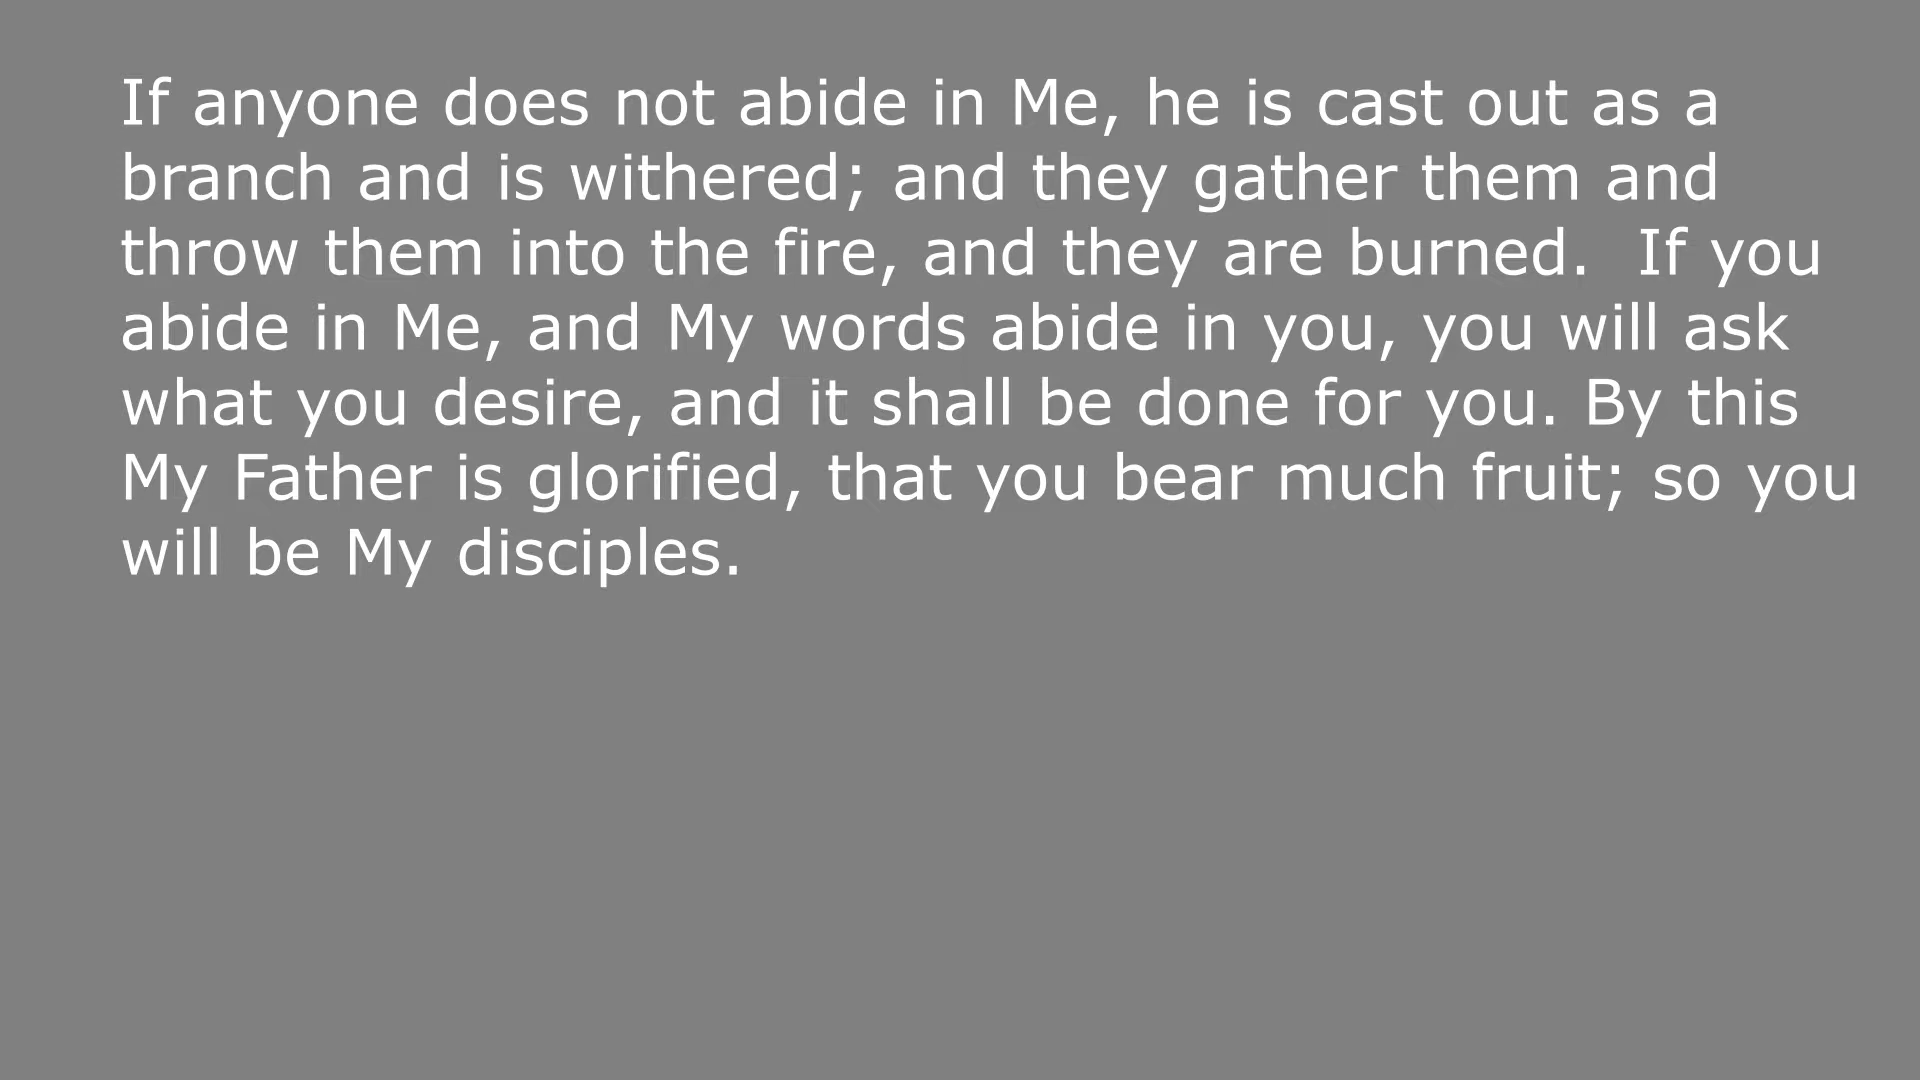 If anyone does not abide in Me, he is cast out as a
branch and is withered; and they gather them and
throw them into the fire, and they are burned.  If you
abide in Me, and My words abide in you, you will ask
what you desire, and it shall be done for you. By this
My Father is glorified, that you bear much fruit; so you
will be My disciples.